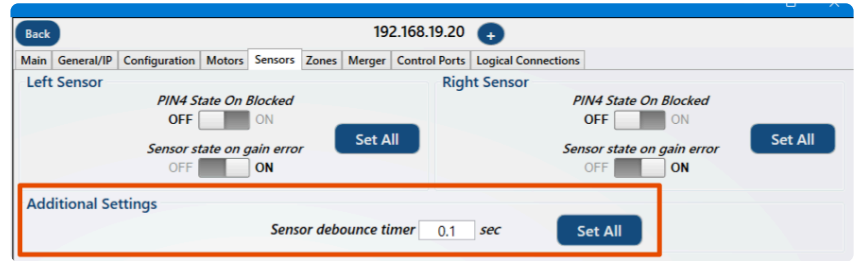 Back 192.168.19.20 +
Main General/IP Configuration Motors Sensors Zones Merger Control Ports Logical Connections
Left Sensor Right Sensor
PIN4 State On Blocked PIN4 State On Blocked
OFF ON OFF ON
Set All Set All
Sensor state on gain error Sensor state on gain error
OFF ON OFF ON
Additional Settings
Sensor debounce timer 0.1 sec Set All